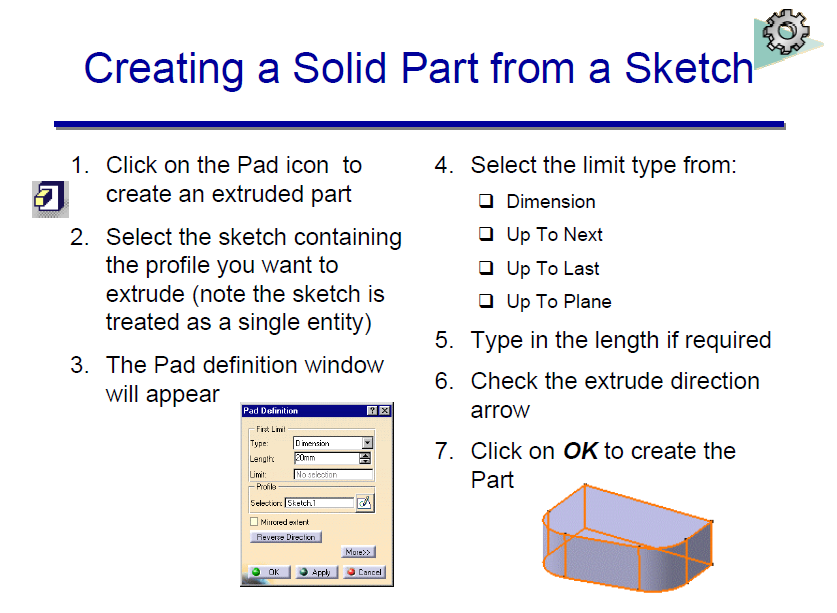 Creating a Solid Part from a Sketch
1. Click on the Pad icon to
create an extruded part
2. Select the sketch containing
the profile you want to
extrude (note the sketch is
treated as a single entity)
3. The Pad definition window
will appear
Pad Definition
First Limit
Type: Dimension
Length: 20mm
Limit: No selection
Profile
Selection: Sketch.1
Mirrored extent
Reverse Direction
More>>
OK Apply Cancel
4. Select the limit type from:
❑ Dimension
❑ Up To Next
❑ Up To Last
❑ Up To Plane
5. Type in the length if required
6. Check the extrude direction
arrow
7. Click on OK to create the
Part